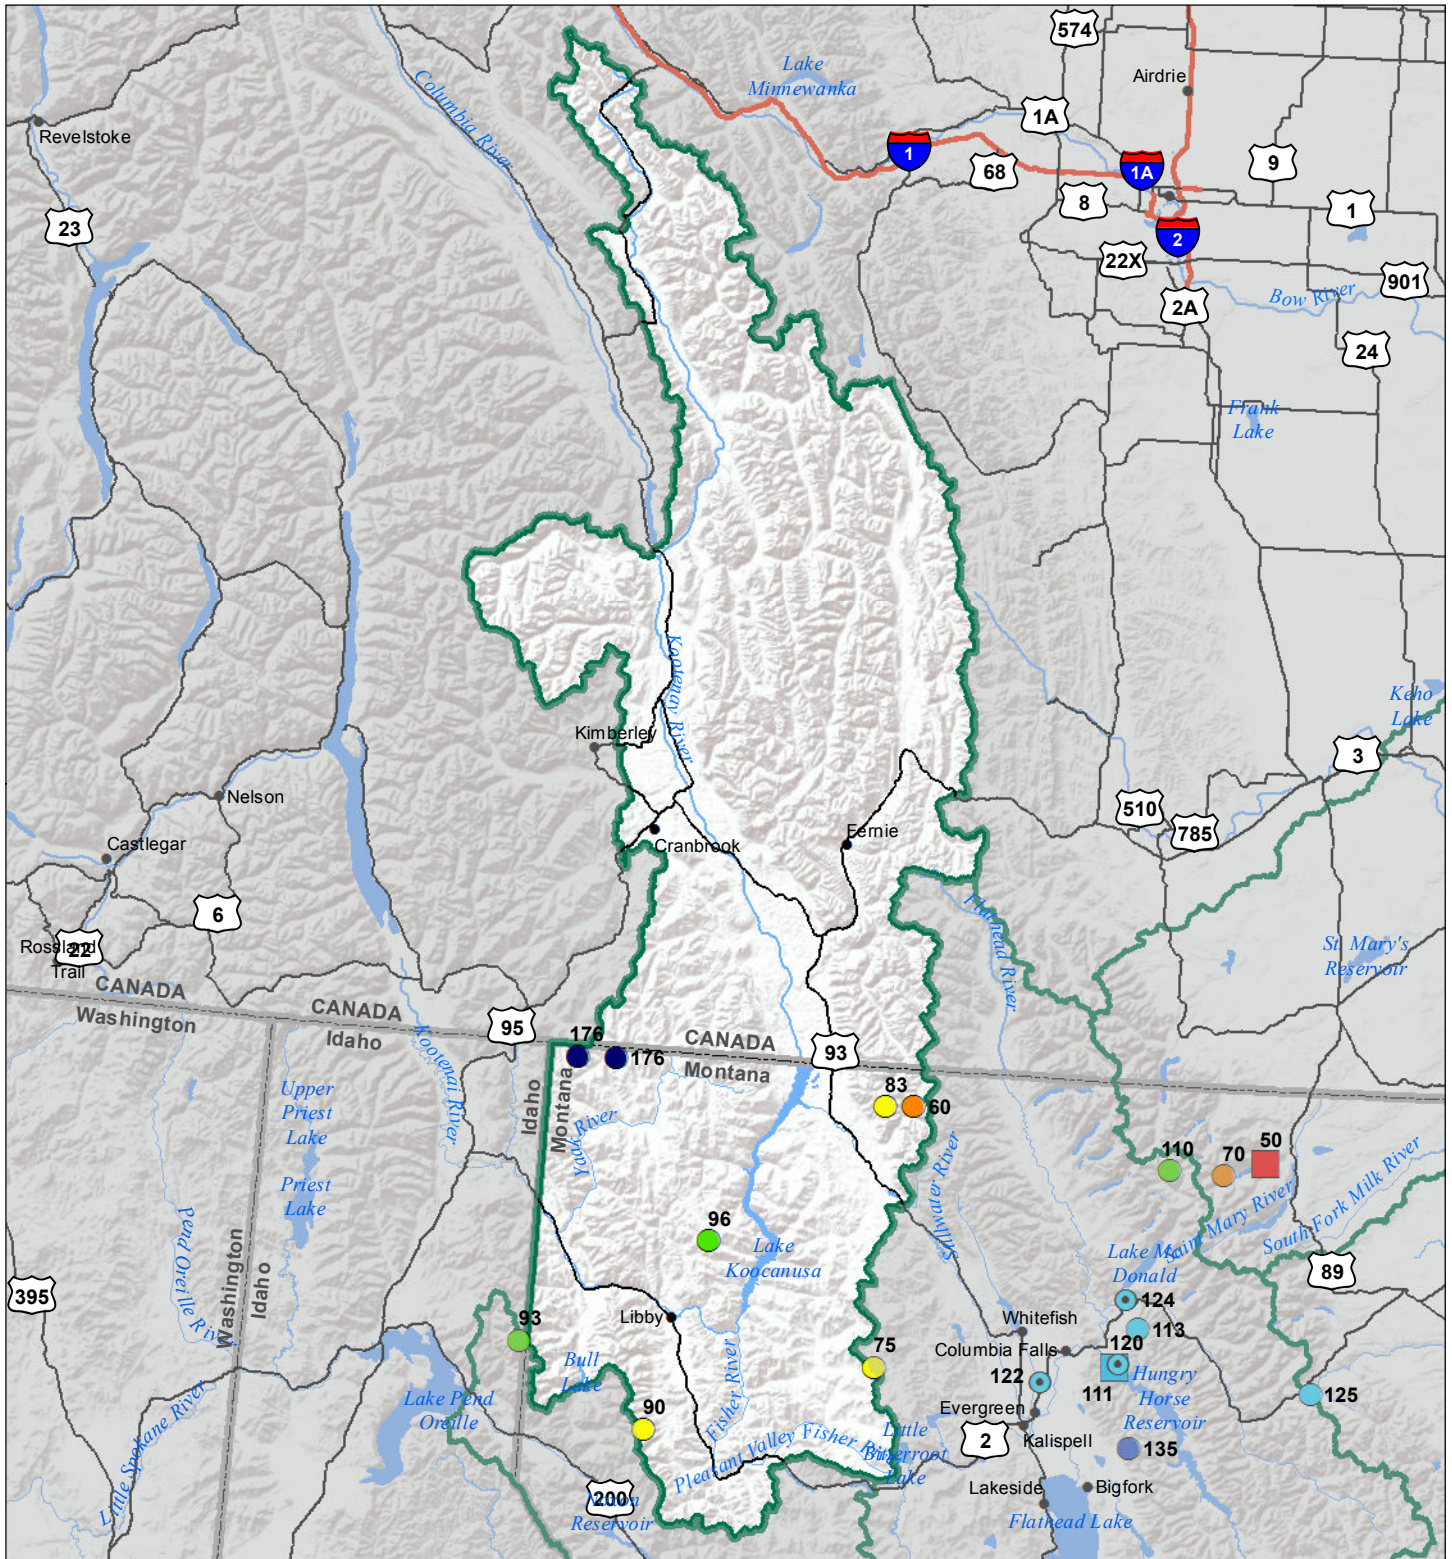 574
Airdrie
Lake
Minnewanka
Columbia River
1A
Revelstoke
1
68
1A
9
8
1
23
2
22X
901
Bow River
2A
24
Frank
Lake
Kootenay River
Keho
Lake
Kimberley
3
Nelson
510
785
Castlegar
Cranbrook
Fernie
6
Flathead River
Rossland
22
Trail
St. Mary's
Reservoir
CANADA
Washington
CANADA
Idaho
95
Kootenai River
176
176
CANADA
Montana
93
Idaho
Montana
Upper
Priest
Lake
Yaak River
83
60
Stillwater River
110
70
50
Priest
Lake
Saint Mary River
South Fork Milk River
Pend Oreille River
Washington
Idaho
96
Lake
Koocanusa
Lake Mc
Donald
89
395
124
93
Libby
Whitefish
113
Columbia Falls
120
111
75
Bull
Lake
Fisher River
122
Hungry
Horse
Reservoir
125
Lake Pend
Oreille
Little Spokane River
90
Evergreen
Little
Bitterroot
Lake
Pleasant Valley Fisher River
2
Kalispell
135
200
Noxon
Reservoir
Lakeside
Bigfork
Flathead Lake